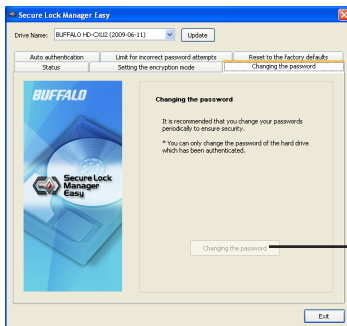 Secure Lock Manager Easy
Drive Name: BUFFALO HD-CXU2 (2009-06-11) Update
Auto authentication Limit for incorrect password attempts Reset to the factory defaults
Status Setting the encryption mode Changing the password
BUFFALO
Secure Lock
Manager
Easy
Changing the password
It is recommended that you change your passwords
periodically to ensure security.
* You can only change the password of the hard drive
which has been authenticated.
Changing the password
Exit